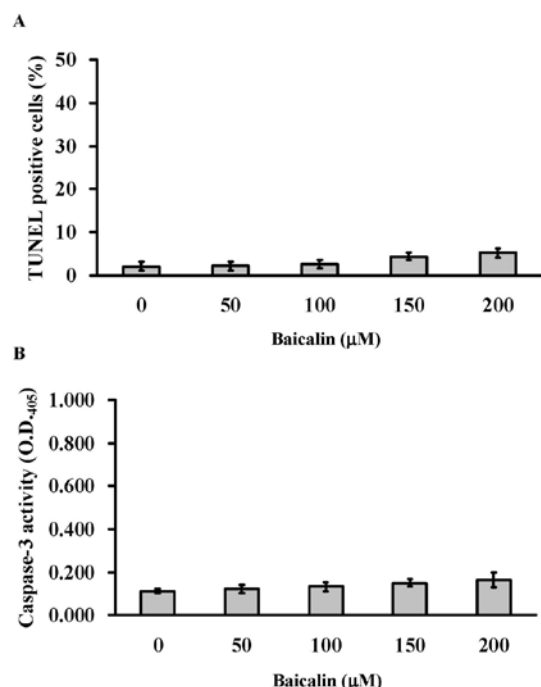 A
TUNEL positive cells (%)
50
40
30
20
10
0
0 50 100 150 200
Baicalin (μM)
B
Caspase-3 activity (O.D.405)
1.000
0.800
0.600
0.400
0.200
0.000
0 50 100 150 200
Baicalin (μM)